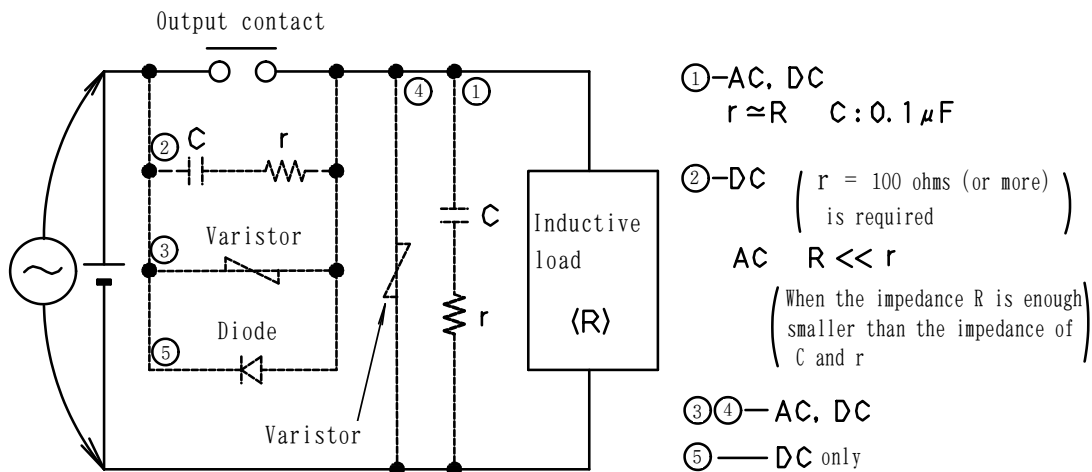 Output contact
④
①
②
C
r
③
Varistor
C
Inductive
load
⟨R⟩
r
⑤
Diode
Varistor
①-AC, DC
r≃R C:0.1μF
②-DC ( r = 100 ohms (or more)
is required )
AC R << r
( When the impedance R is enough
smaller than the impedance of
C and r )
③④— AC, DC
⑤ — DC only